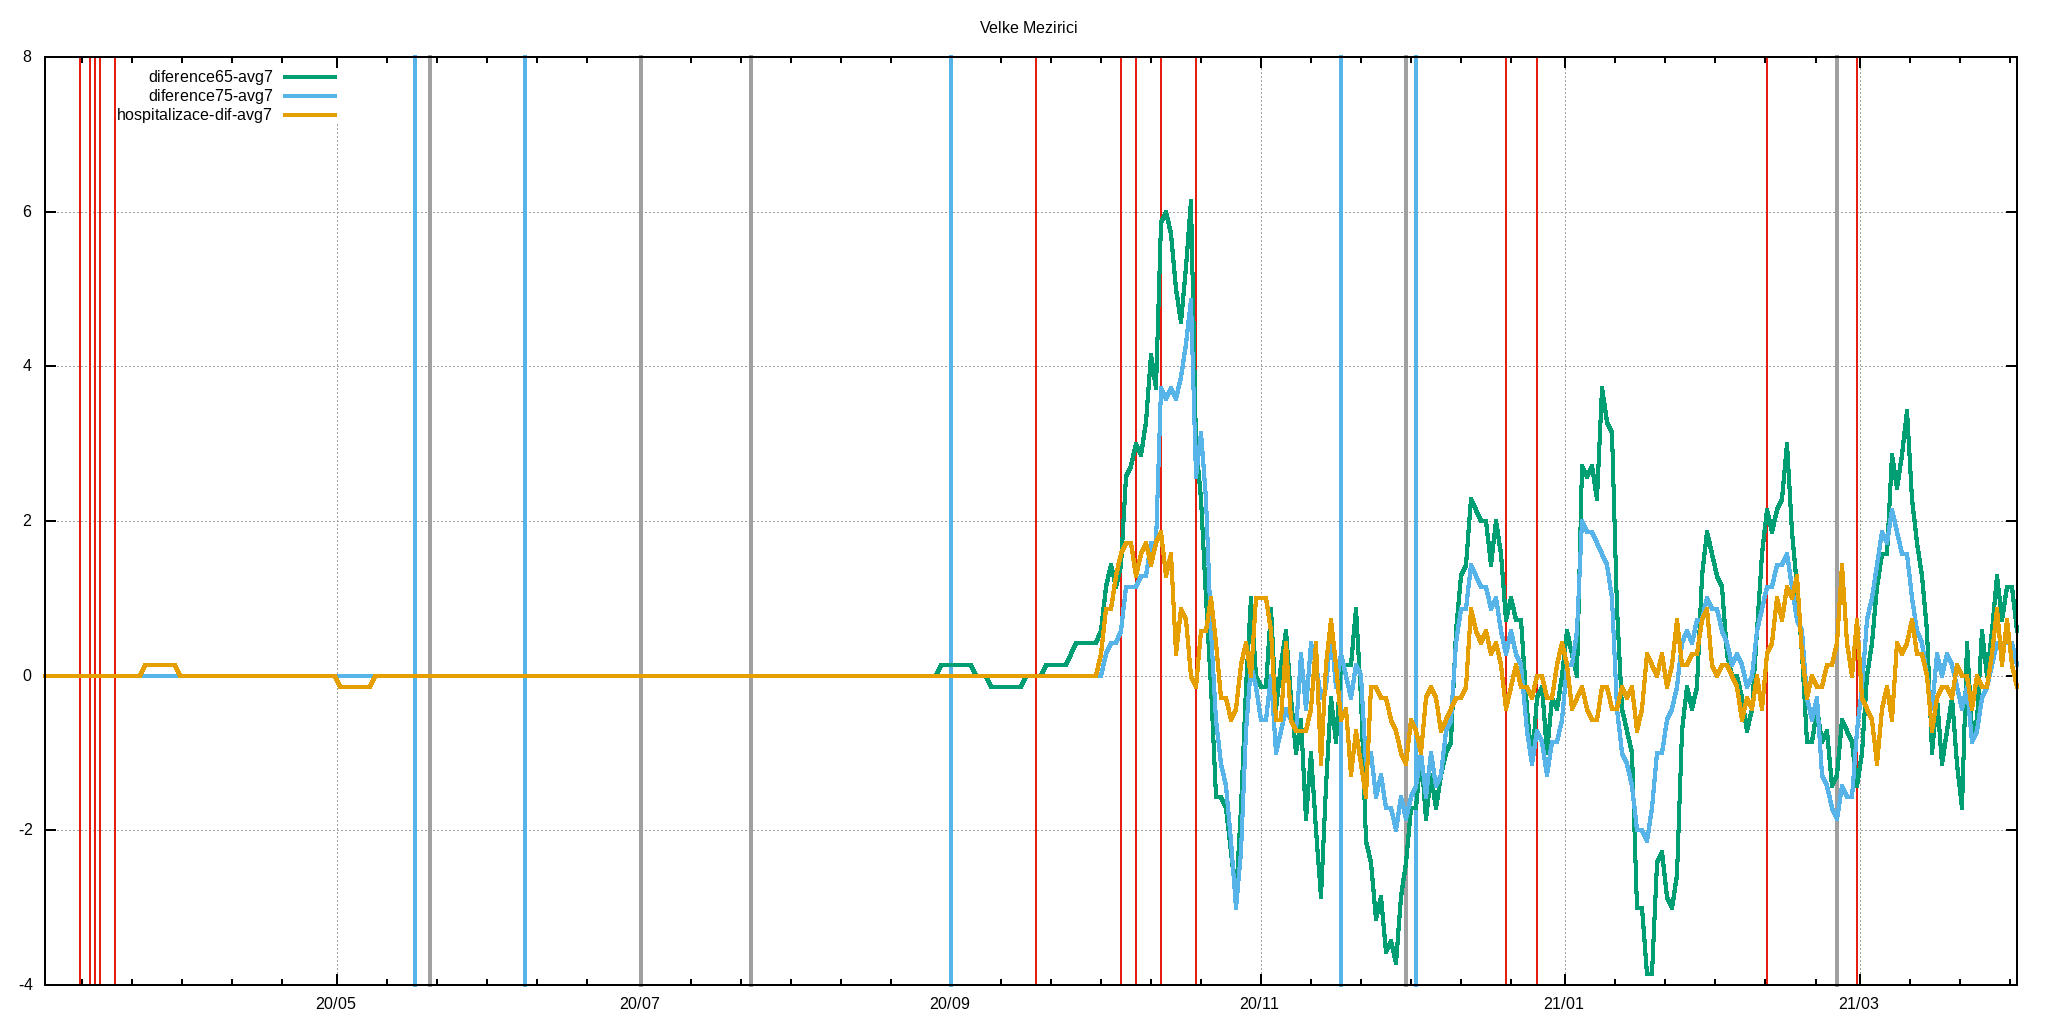 Velke Mezirici
8
diference65-avg7
diference75-avg7
hospitalizace-dif-avg7
6
4
2
0
-2
-4
20/05 20/07 20/09 20/11 21/01 21/03